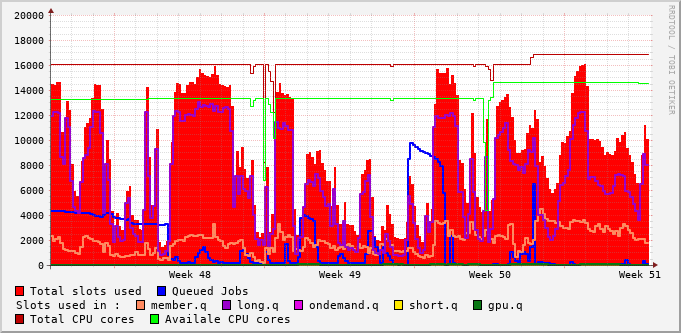 20000
18000
16000
14000
12000
10000
8000
6000
4000
2000
0
Week 48 Week 49 Week 50 Week 51
RRDTOOL / TOBI OETIKER
Total slots used Queued Jobs
Slots used in : member.q long.q ondemand.q short.q gpu.q
Total CPU cores Availale CPU cores